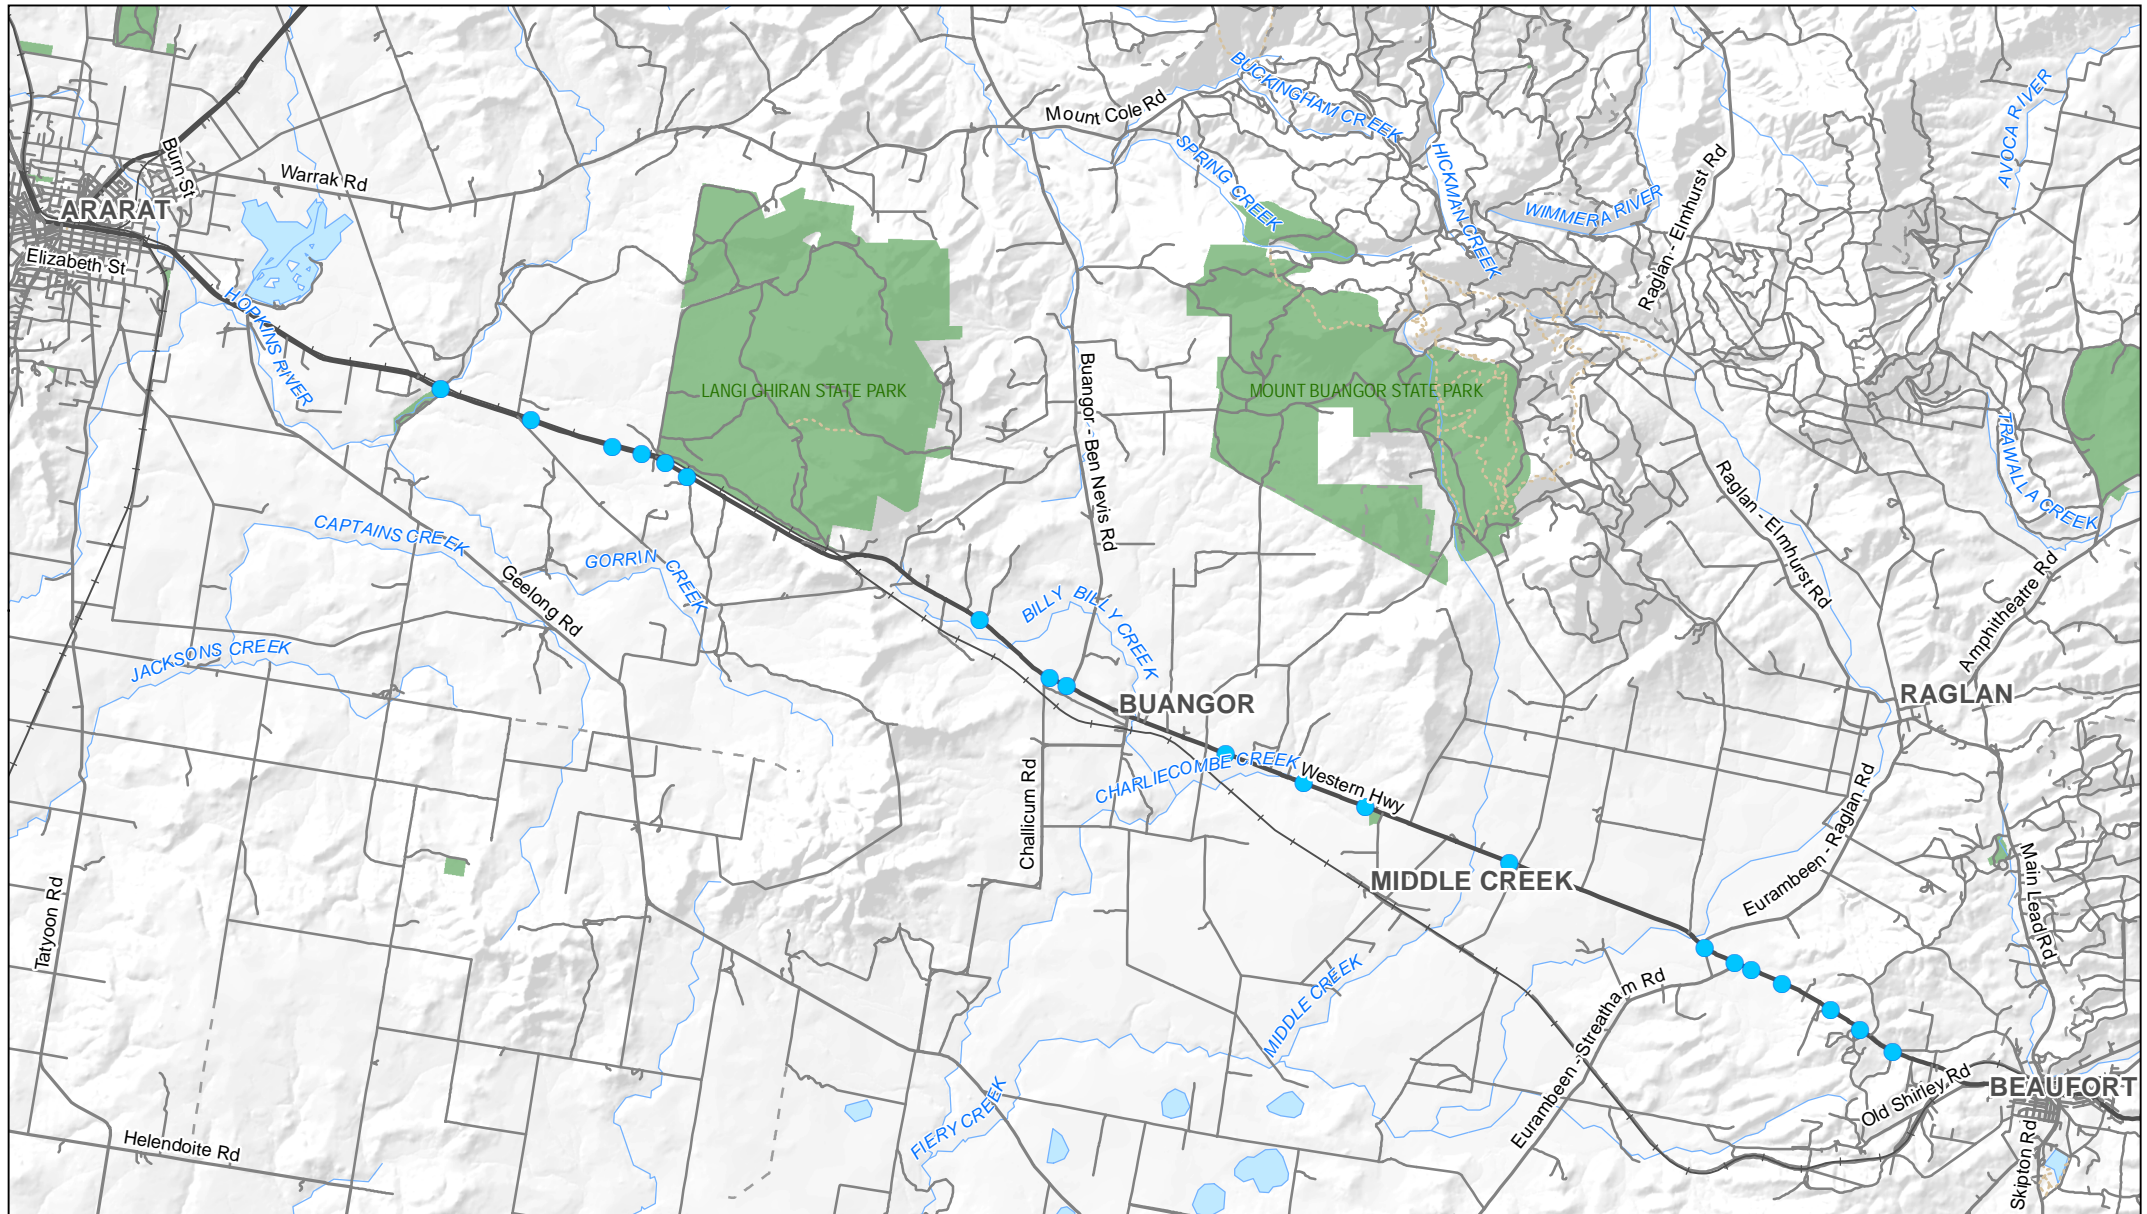 BUCKINGHAM CREEK
AVOCA RIVER
Mount Cole Rd
Burn St
Warrak Rd
SPRING CREEK
HICKMAN CREEK
Raglan - Elmhurst Rd
WIMMERA RIVER
ARARAT
Elizabeth St
HOPKINS RIVER
LANGI GHIRAN STATE PARK
Buangor - Ben Nevis Rd
MOUNT BUANGOR STATE PARK
TRAWALLA CREEK
Raglan - Elmhurst Rd
CAPTAINS CREEK
GORRIN CREEK
Geelong Rd
BILLY BILLY CREEK
Amphitheatre Rd
JACKSONS CREEK
BUANGOR
RAGLAN
CHARLIECOMBE CREEK
Western Hwy
Challicum Rd
Eurambeen - Raglan Rd
MIDDLE CREEK
Main Lead Rd
Tatyoon Rd
MIDDLE CREEK
Eurambeen - Streatham Rd
FIERY CREEK
Old Shirley Rd
BEAUFORT
Helendoite Rd
Skipton Rd